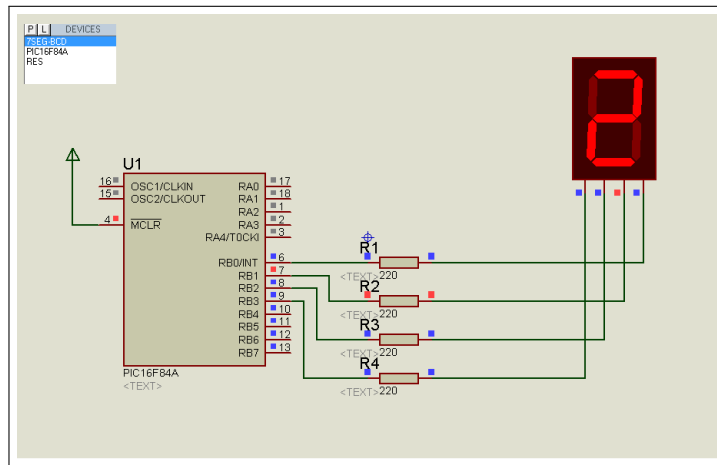 P L DEVICES
7SEG-BCD
PIC16F84A
RES
U1
16 OSC1/CLKIN RA0 17
15 OSC2/CLKOUT RA1 18
RA2 1
4 MCLR RA3 2
RA4/T0CKI 3
RB0/INT 6
RB1 7
RB2 8
RB3 9
RB4 10
RB5 11
RB6 12
RB7 13
PIC16F84A
<TEXT>
R1
<TEXT> 220
R2
<TEXT> 220
R3
<TEXT> 220
R4
<TEXT> 220
2